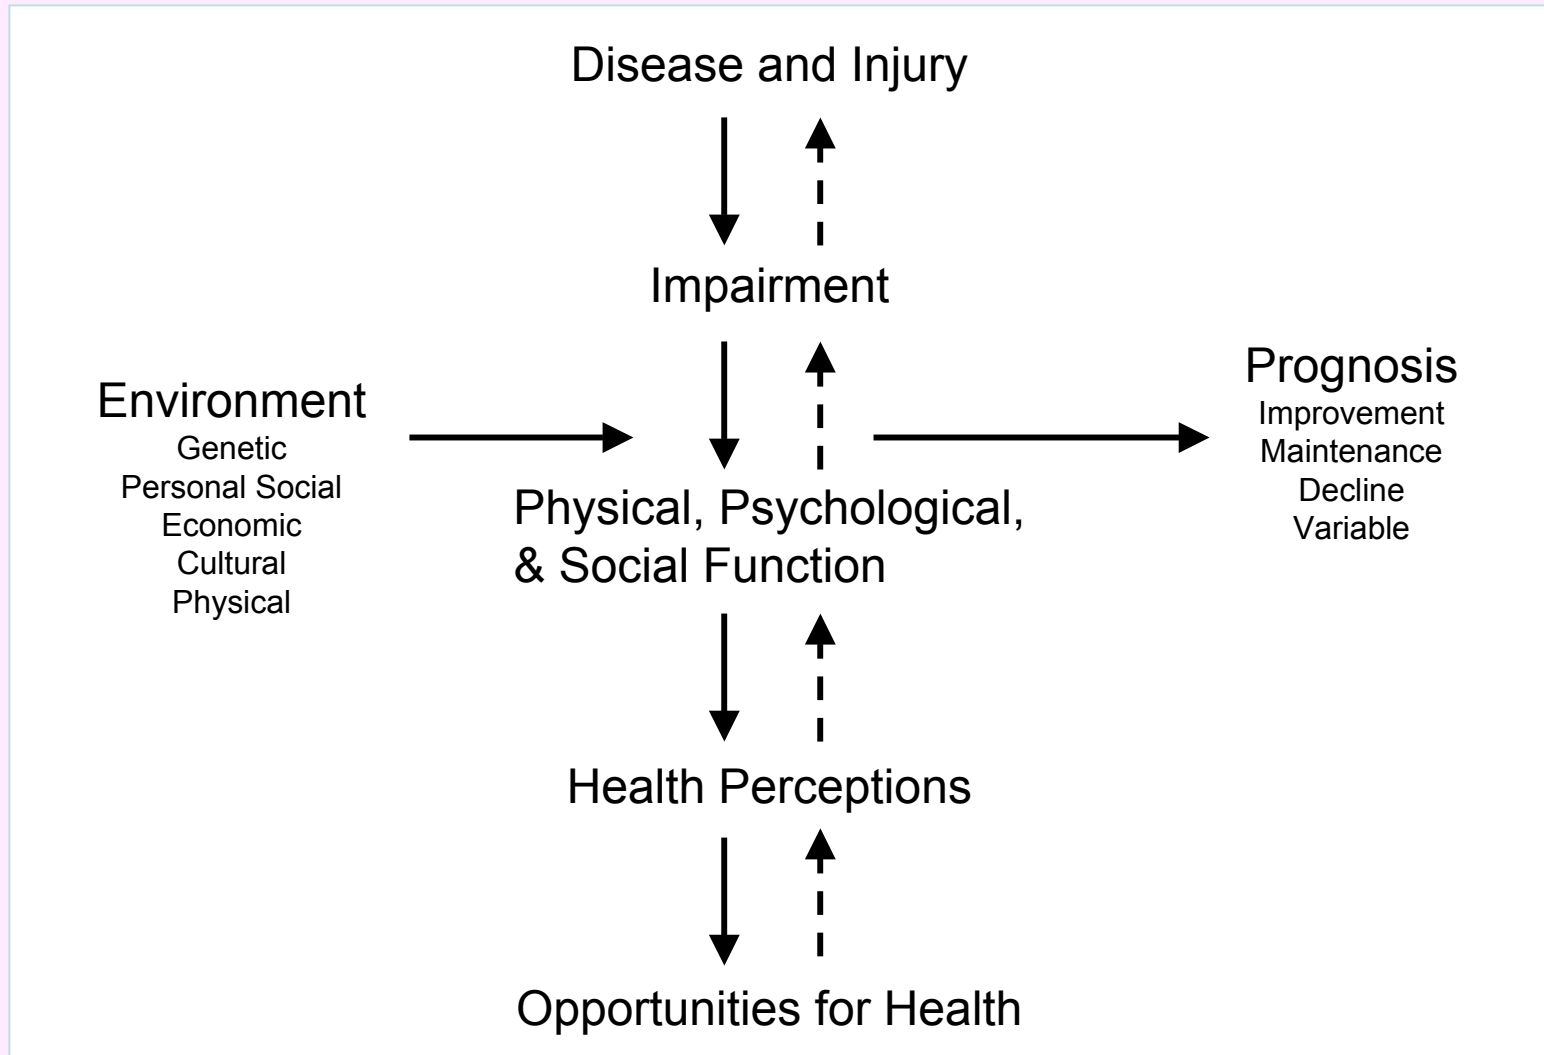 Disease and Injury
Impairment
Environment
Genetic
Personal Social
Economic
Cultural
Physical
Physical, Psychological,
& Social Function
Prognosis
Improvement
Maintenance
Decline
Variable
Health Perceptions
Opportunities for Health